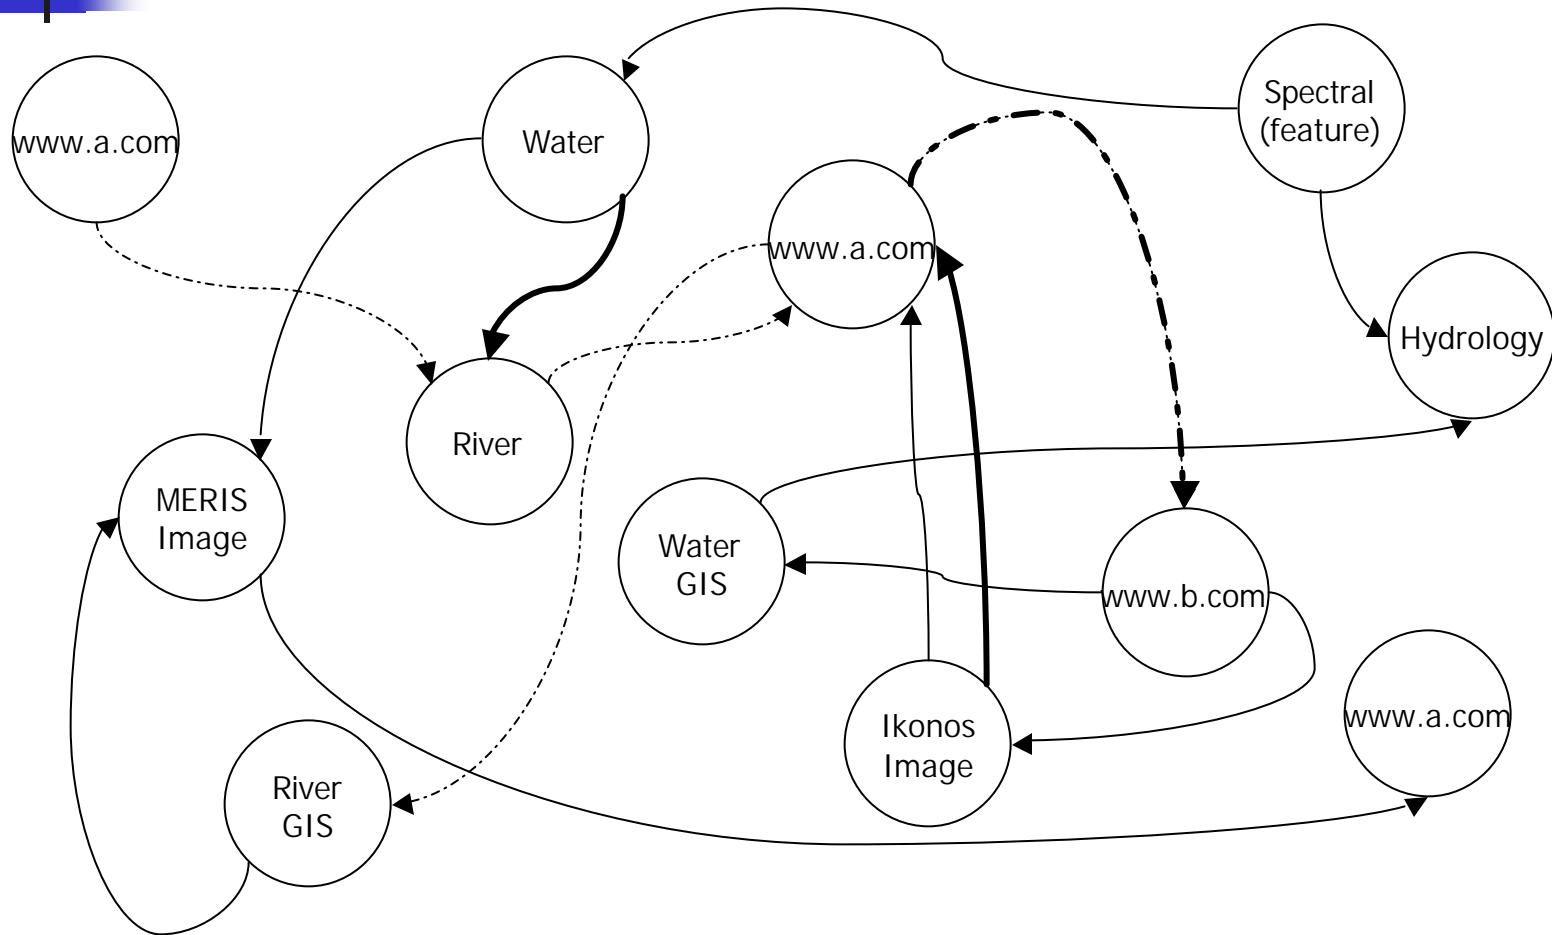 www.a.com
Water
Spectral
(feature)
www.a.com
Hydrology
River
MERIS
Image
Water
GIS
www.b.com
Ikonos
Image
www.a.com
River
GIS